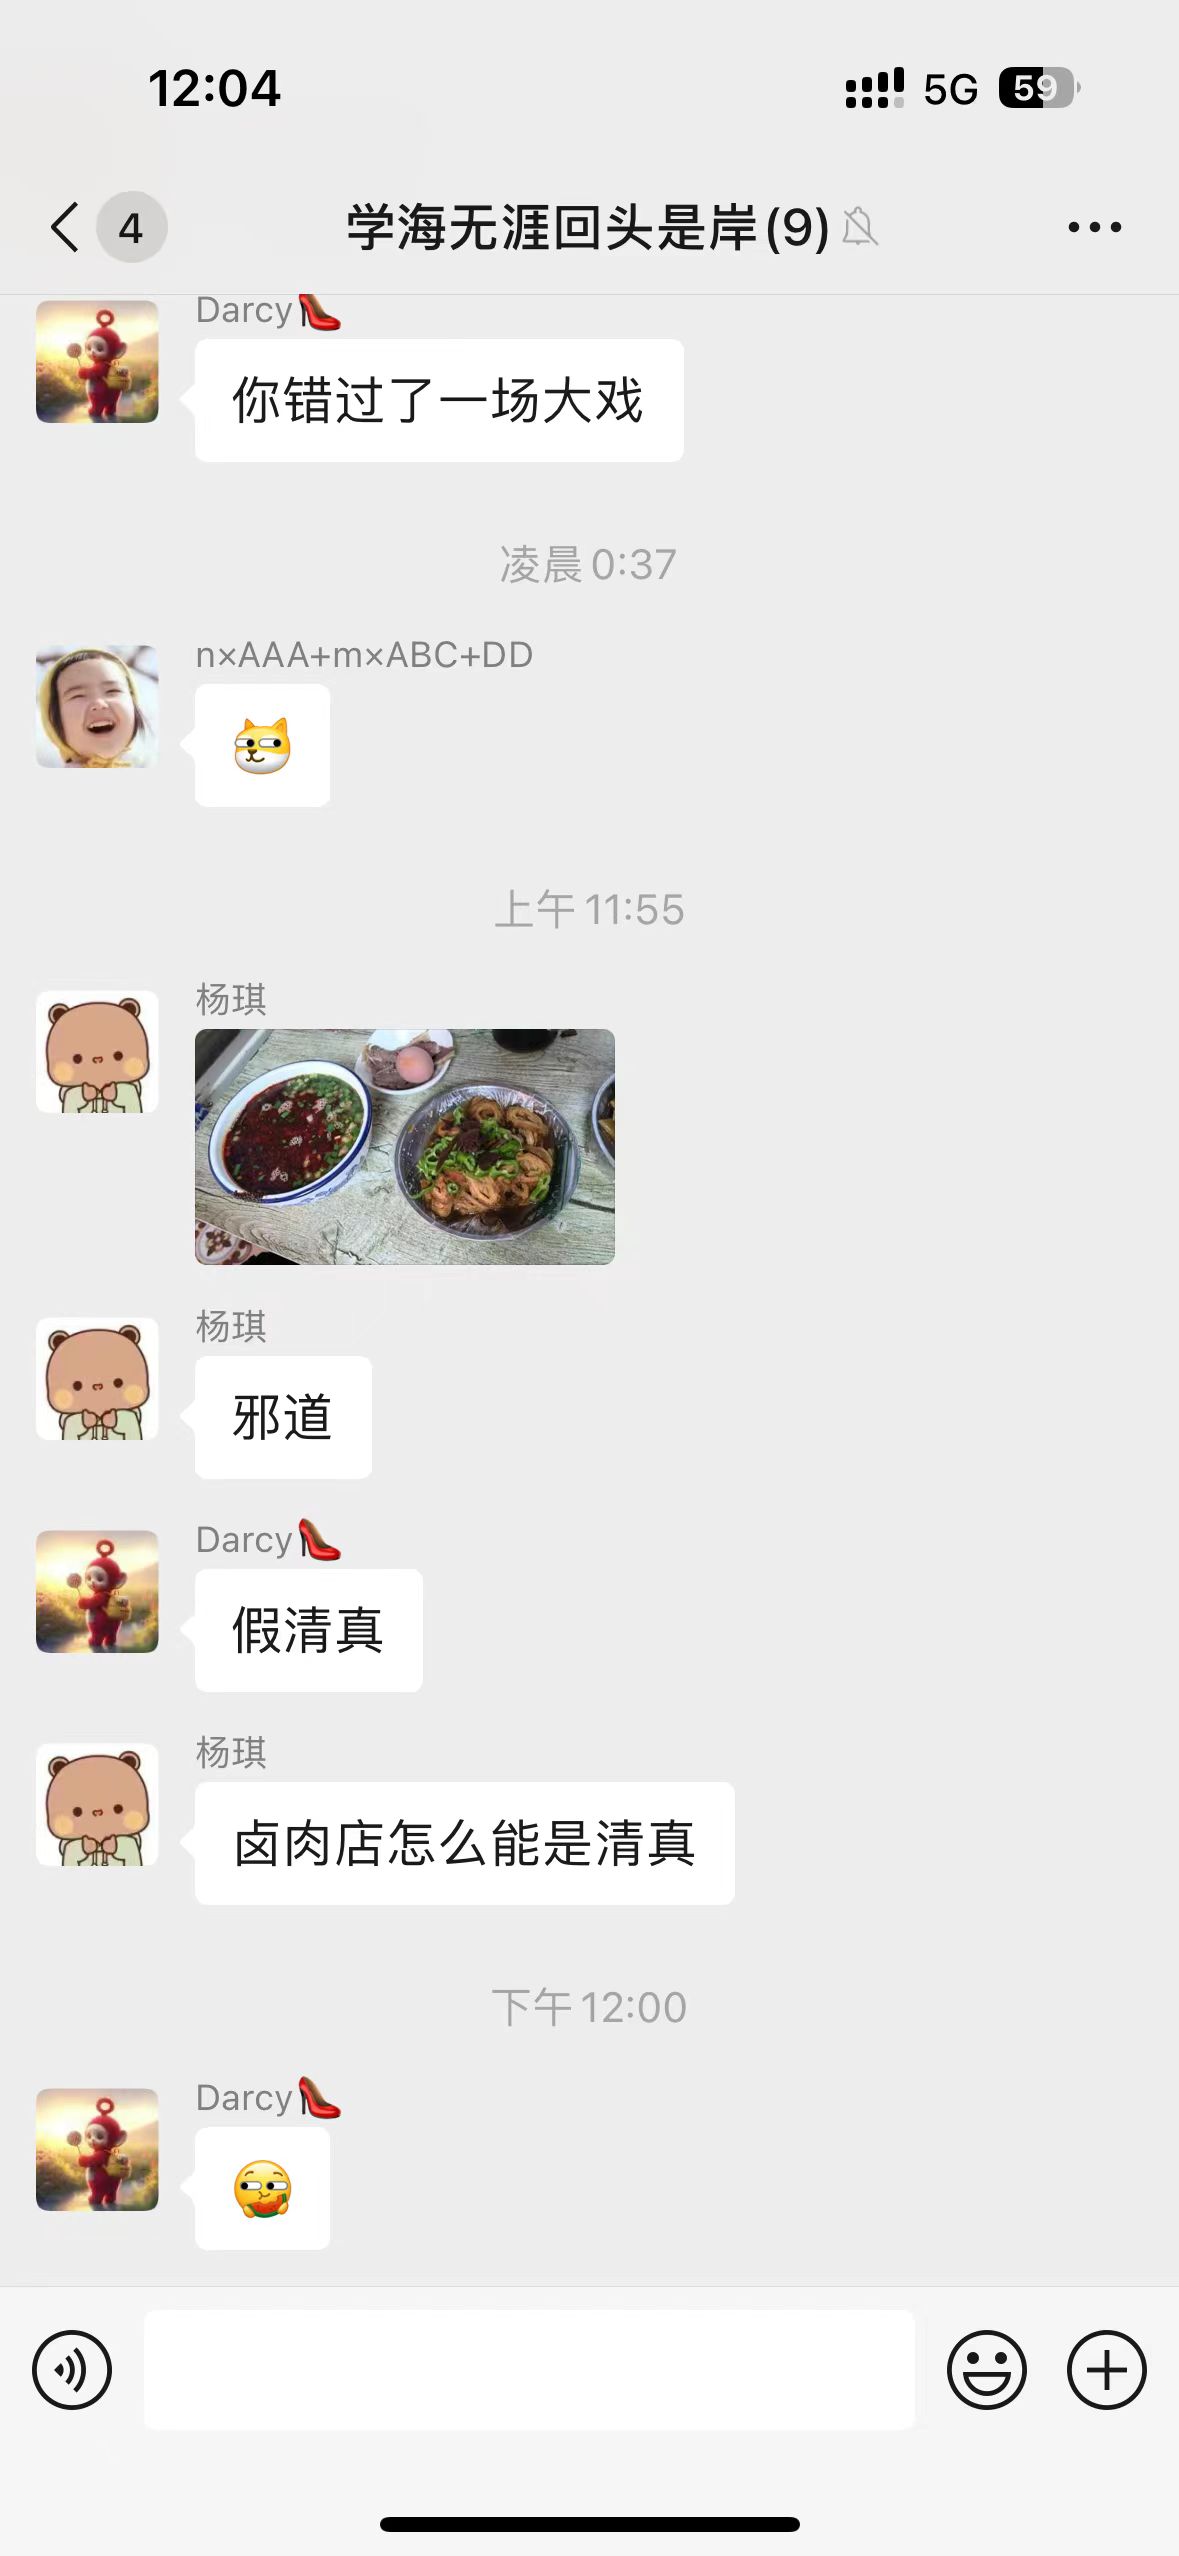 12:04
5G
59
4
学海无涯回头是岸(9)
Darcy👠
你错过了一场大戏
凌晨 0:37
n×AAA+m×ABC+DD
上午 11:55
杨琪
杨琪
邪道
Darcy👠
假清真
杨琪
卤肉店怎么能是清真
下午 12:00
Darcy👠